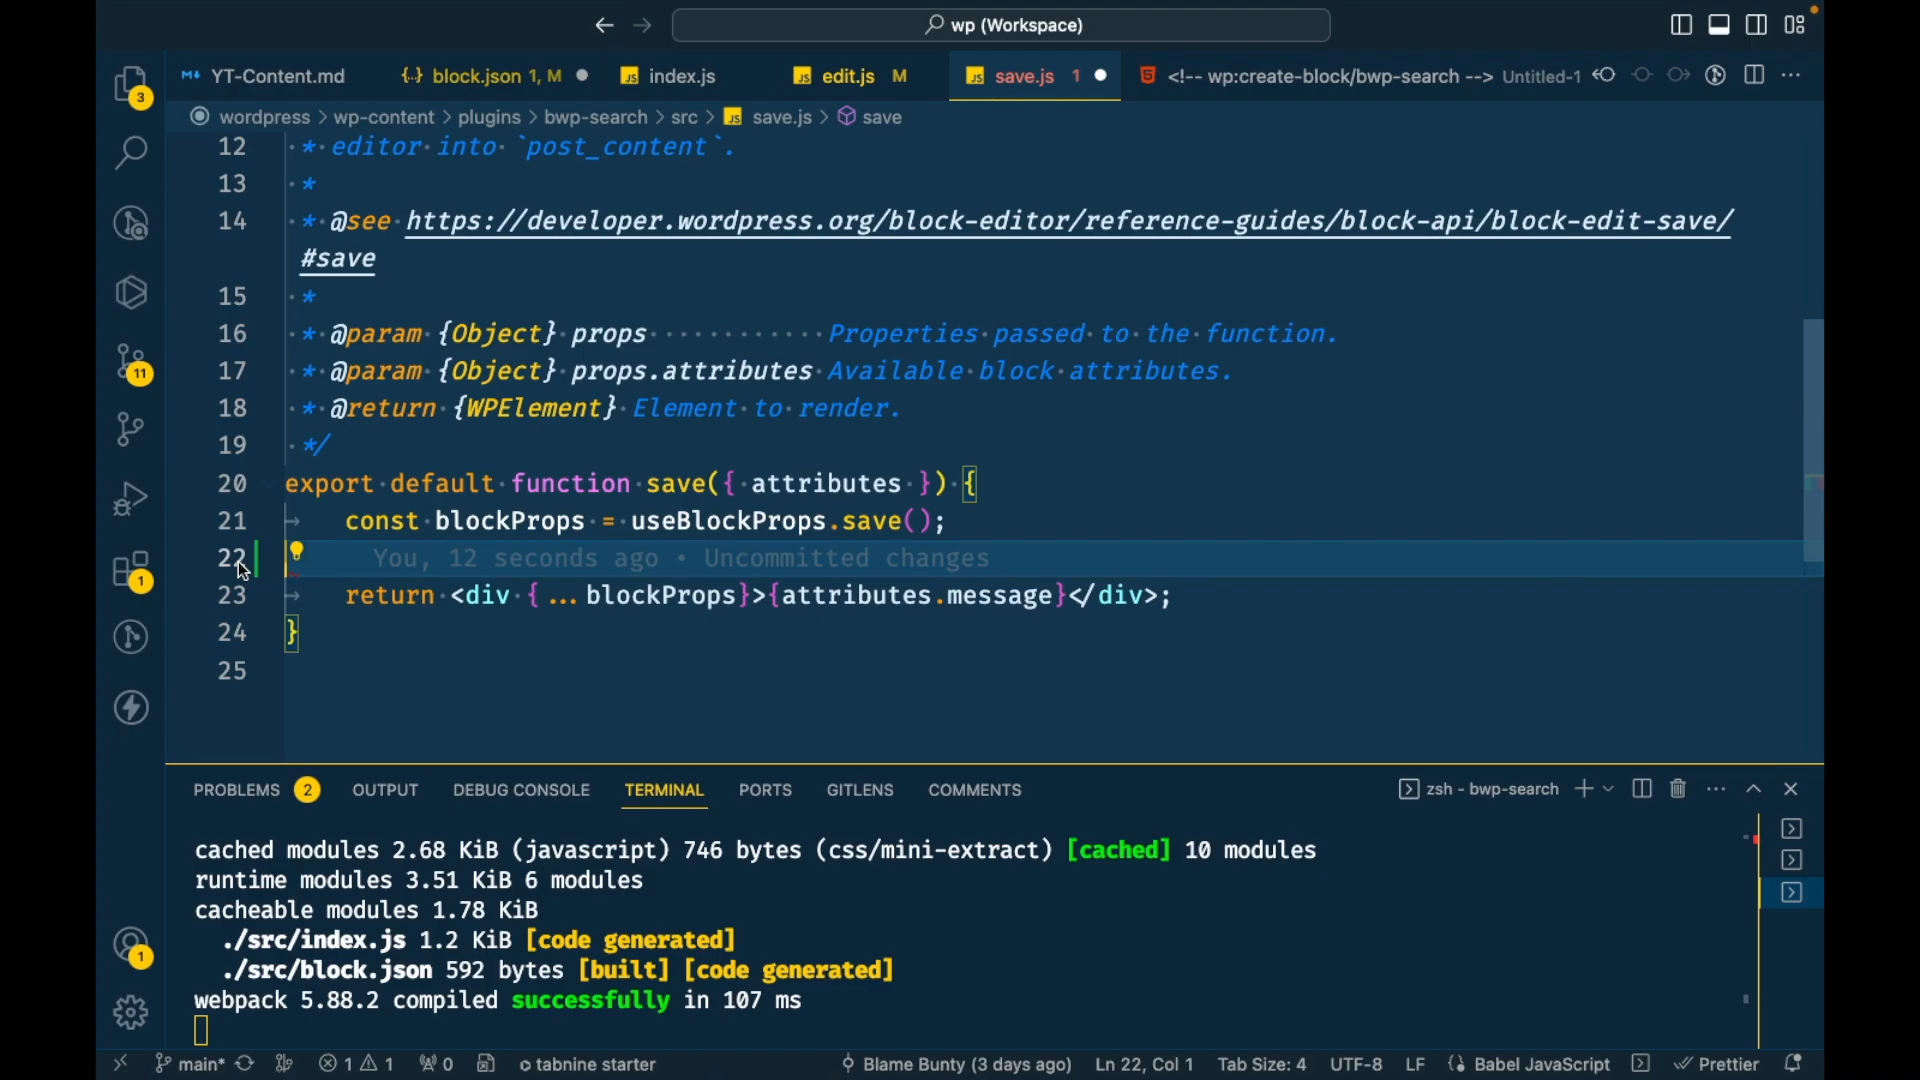 wp (Workspace)
YT-Content.md
{..} block.json 1, M
JS index.js
JS edit.js M
JS save.js 1
<!-- wp:create-block/bwp-search --> Untitled-1
wordpress > wp-content > plugins > bwp-search > src > JS save.js > save
12 * editor into `post_content`.
13 *
14 * @see https://developer.wordpress.org/block-editor/reference-guides/block-api/block-edit-save/
#save
15 *
16 * @param {Object} props Properties passed to the function.
17 * @param {Object} props.attributes Available block attributes.
18 * @return {WPElement} Element to render.
19 */
20 export default function save({ attributes }) {
21 const blockProps = useBlockProps.save();
22 You, 12 seconds ago • Uncommitted changes
23 return <div {...blockProps}>{attributes.message}</div>;
24 }
25
3
11
1
1
PROBLEMS 2 OUTPUT DEBUG CONSOLE TERMINAL PORTS GITLENS COMMENTS
zsh - bwp-search
cached modules 2.68 KiB (javascript) 746 bytes (css/mini-extract) [cached] 10 modules
runtime modules 3.51 KiB 6 modules
cacheable modules 1.78 KiB
./src/index.js 1.2 KiB [code generated]
./src/block.json 592 bytes [built] [code generated]
webpack 5.88.2 compiled successfully in 107 ms
main* 1 1 0 tabnine starter Blame Bunty (3 days ago) Ln 22, Col 1 Tab Size: 4 UTF-8 LF Babel JavaScript Prettier